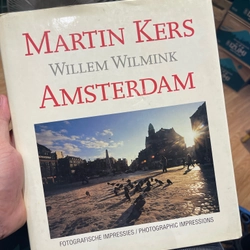 MARTIN KERS
WILLEM WILMINK
AMSTERDAM
FOTOGRAFISCHE IMPRESSIES / PHOTOGRAPHIC IMPRESSIONS